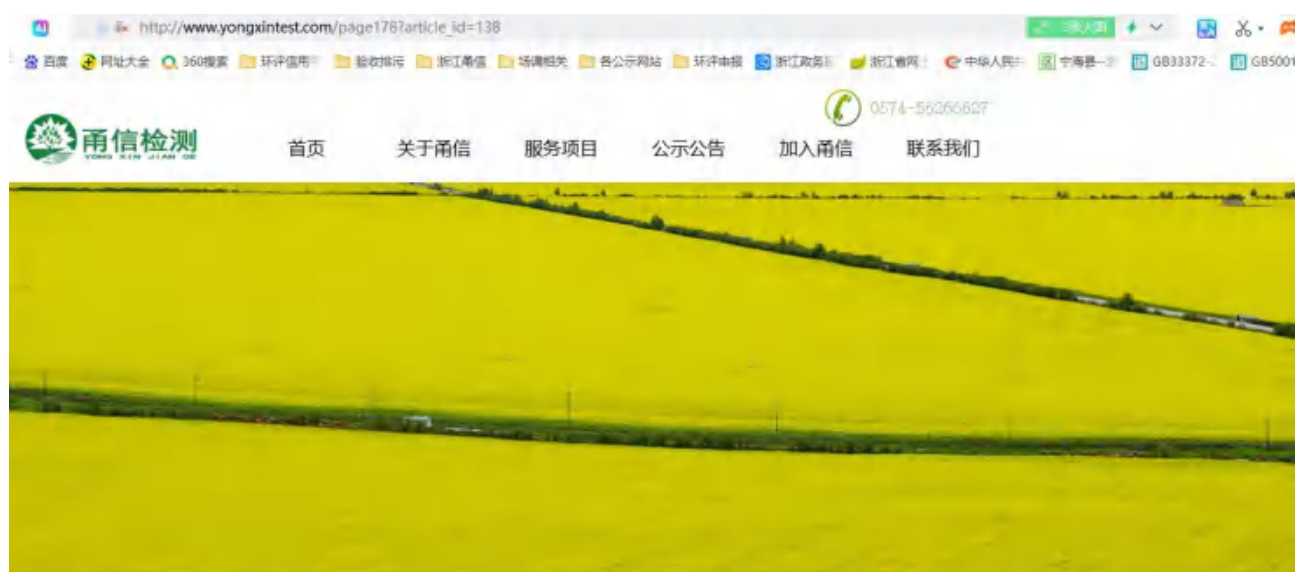 http://www.yongxintest.com/page178?article_id=138
百度 网址大全 360搜索 环评信用 验收排污 浙江甬信 场调相关 各公示网站 环评申报 浙江政务 浙江省网 中华人民 宁海县 GB33372- GB5001
0574-56266627
甬信检测
YONG XIN JIAN CE
首页 关于甬信 服务项目 公示公告 加入甬信 联系我们